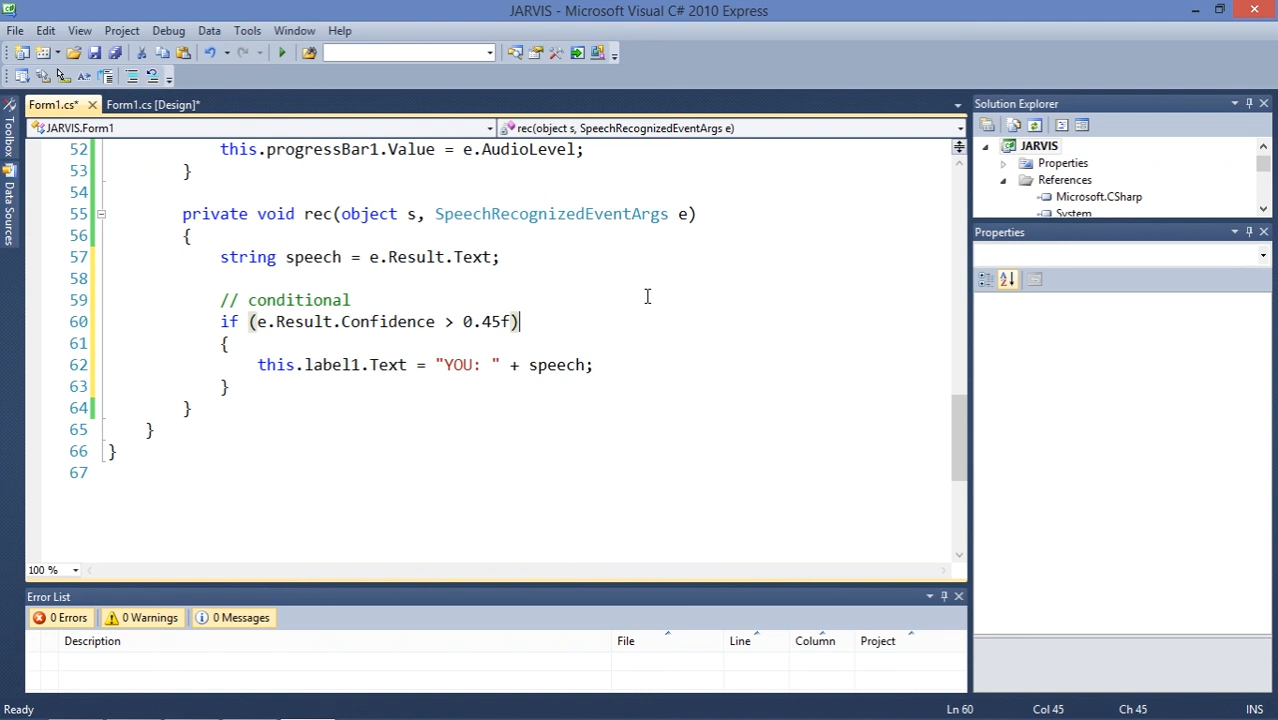 JARVIS - Microsoft Visual C# 2010 Express
File Edit View Project Debug Data Tools Window Help
Form1.cs* Form1.cs [Design]*
Solution Explorer
JARVIS.Form1
rec(object s, SpeechRecognizedEventArgs e)
Toolbox
Data Sources
52 this.progressBar1.Value = e.AudioLevel;
53 }
54
55 private void rec(object s, SpeechRecognizedEventArgs e)
56 {
57 string speech = e.Result.Text;
58
59 // conditional
60 if (e.Result.Confidence > 0.45f)
61 {
62 this.label1.Text = "YOU: " + speech;
63 }
64 }
65 }
66 }
67
100 %
JARVIS
Properties
References
Microsoft.CSharp
System
Properties
Error List
0 Errors 0 Warnings 0 Messages
Description File Line Column Project
Ready Ln 60 Col 45 Ch 45 INS